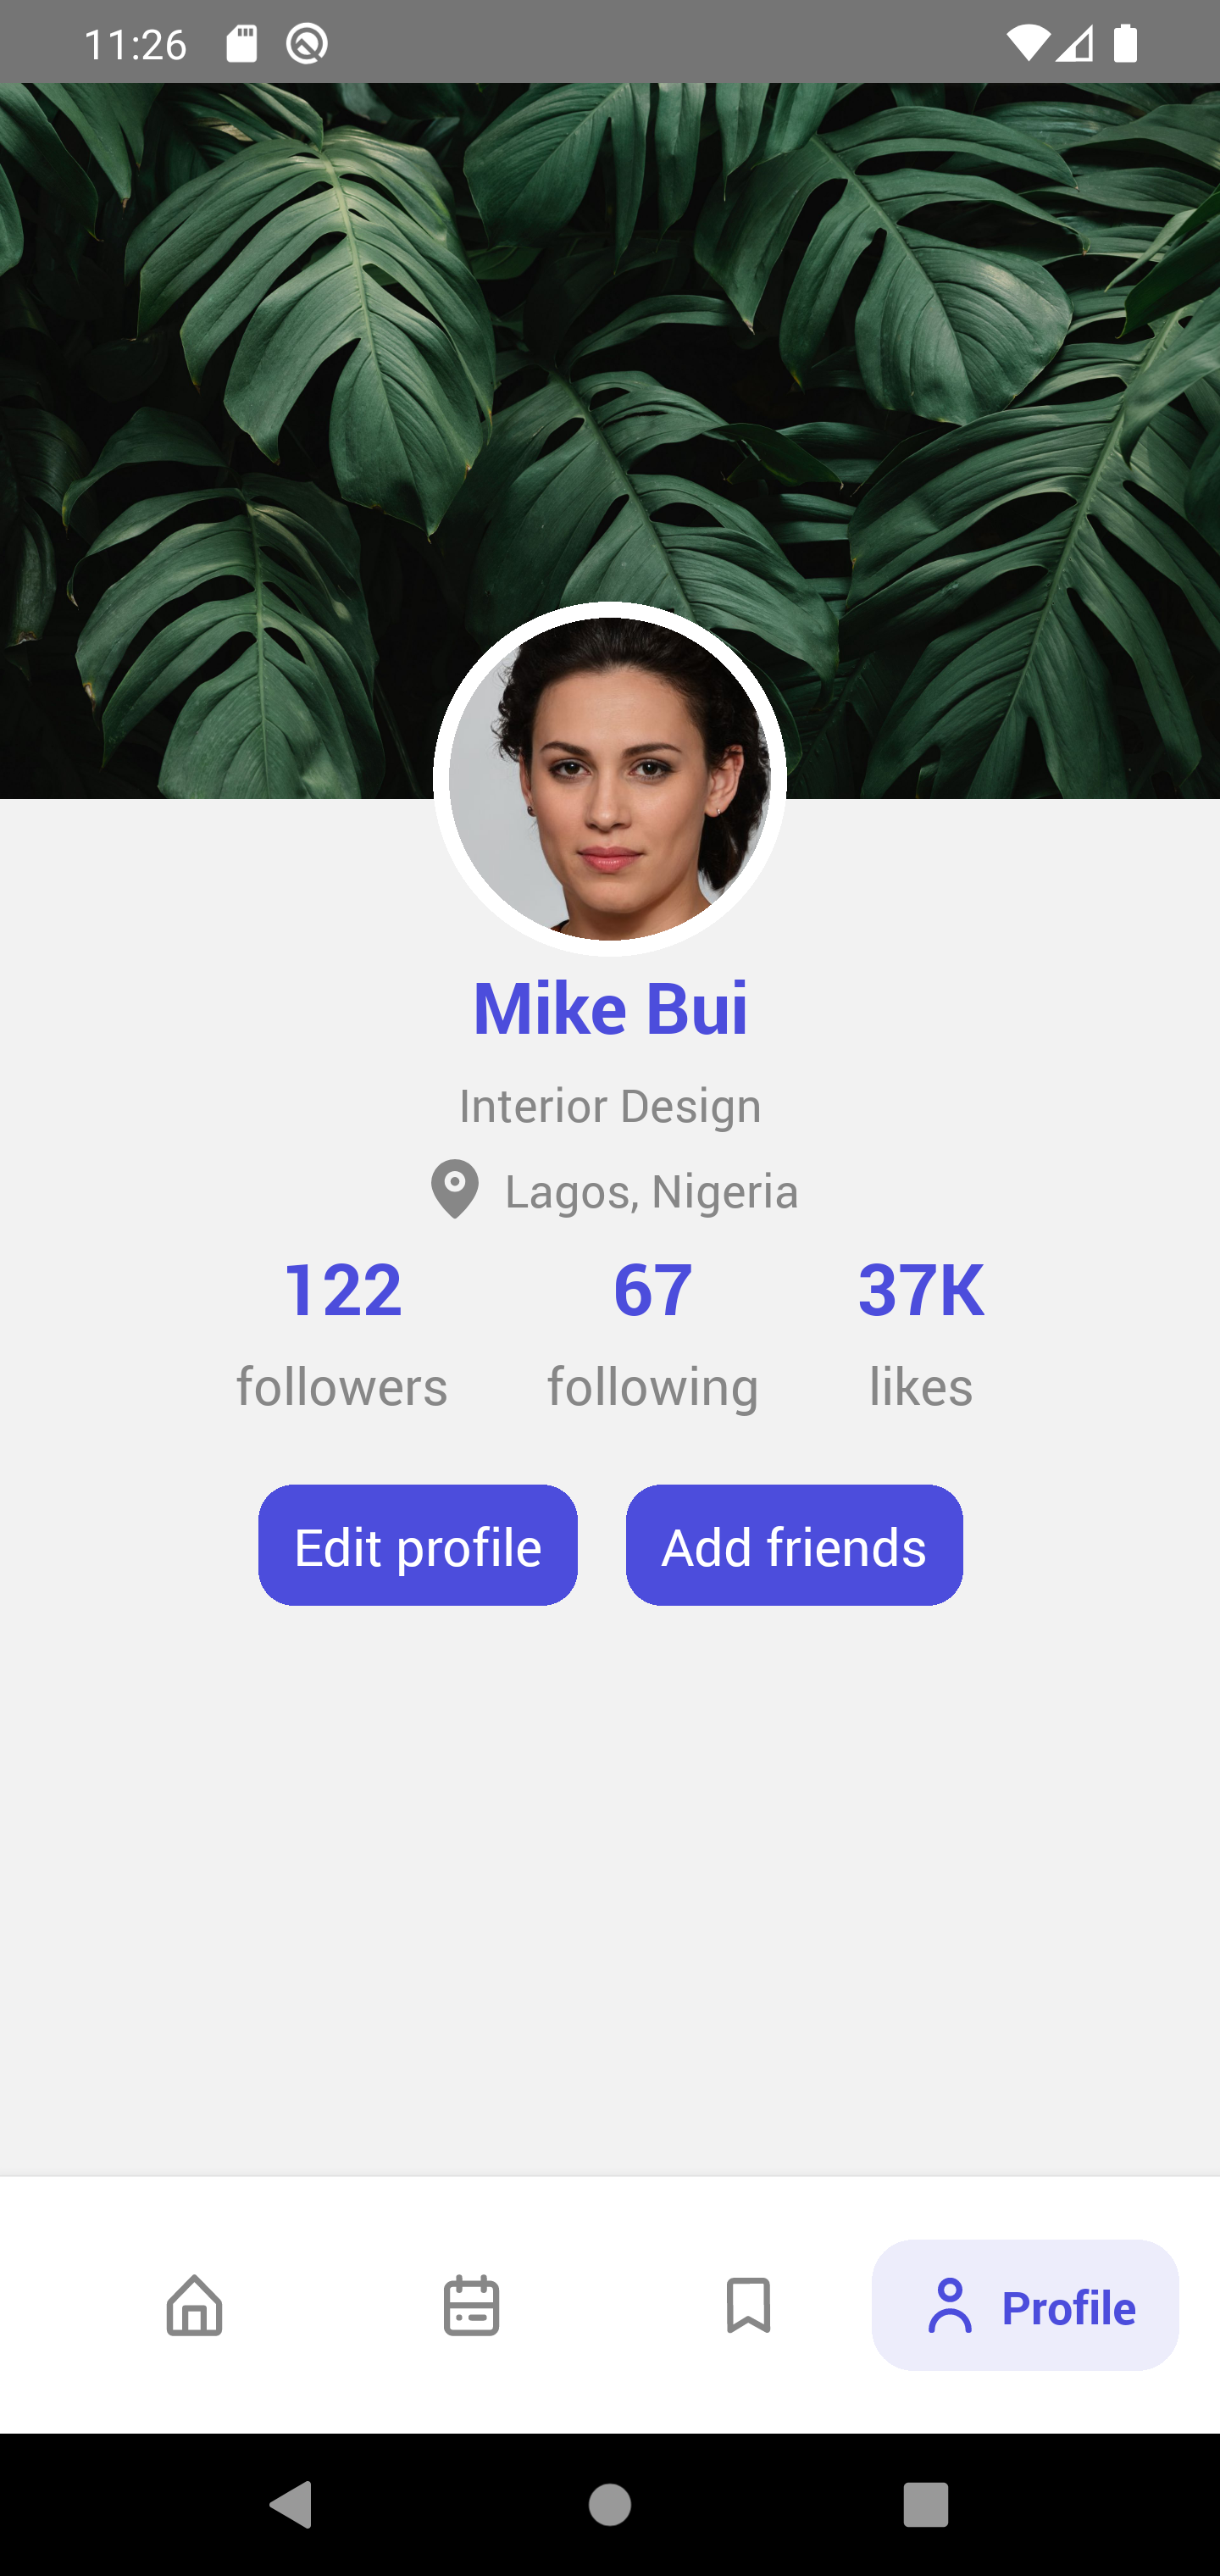 11:26
Mike Bui
Interior Design
Lagos, Nigeria
122 67 37K
followers following likes
Edit profile Add friends
Profile